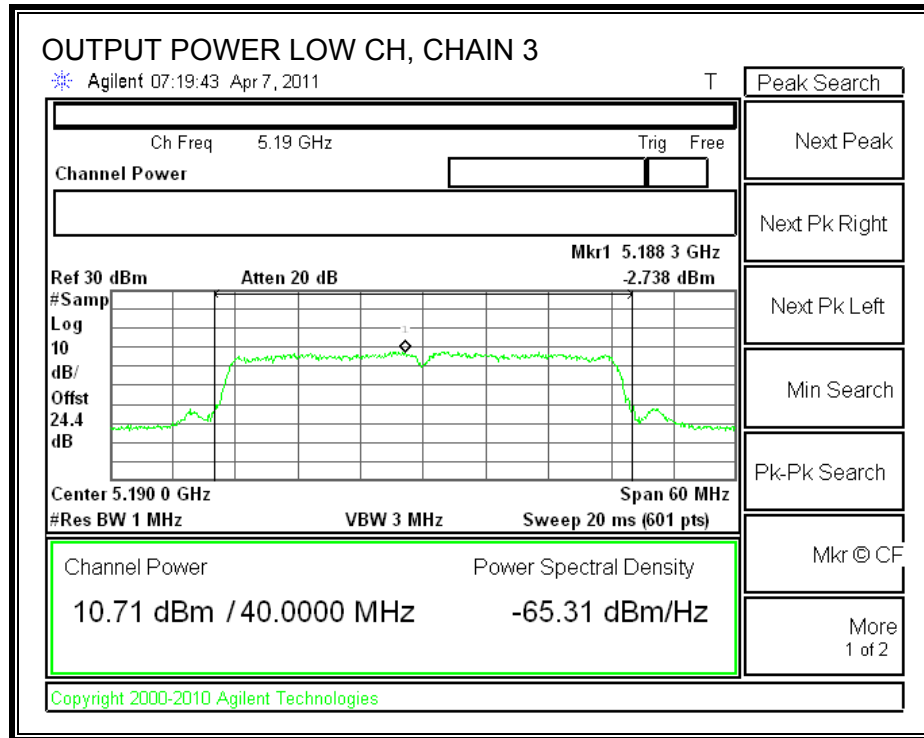 OUTPUT POWER LOW CH, CHAIN 3
Agilent 07:19:43 Apr 7, 2011 T
Peak Search
Ch Freq 5.19 GHz Trig Free
Next Peak
Channel Power
Next Pk Right
Mkr1 5.188 3 GHz
Ref 30 dBm Atten 20 dB -2.738 dBm
#Samp
Log
10
dB/
Offst
24.4
dB
1
Next Pk Left
Min Search
Pk-Pk Search
Center 5.190 0 GHz Span 60 MHz
#Res BW 1 MHz VBW 3 MHz Sweep 20 ms (601 pts)
Mkr © CF
Channel Power Power Spectral Density
10.71 dBm / 40.0000 MHz -65.31 dBm/Hz
More
1 of 2
Copyright 2000-2010 Agilent Technologies